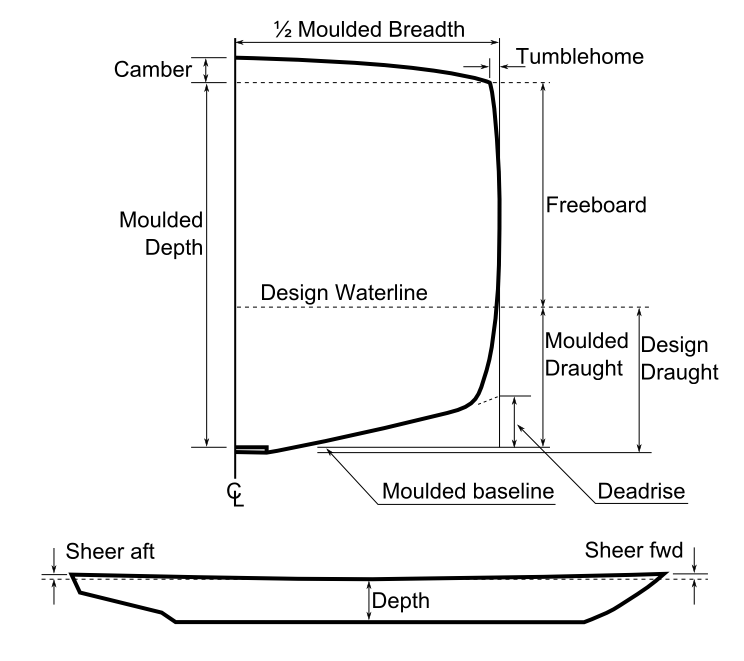 ½ Moulded Breadth
Tumblehome
Camber
Moulded
Depth
Freeboard
Design Waterline
Moulded
Draught
Design
Draught
℄
Moulded baseline
Deadrise
Sheer aft
Sheer fwd
Depth